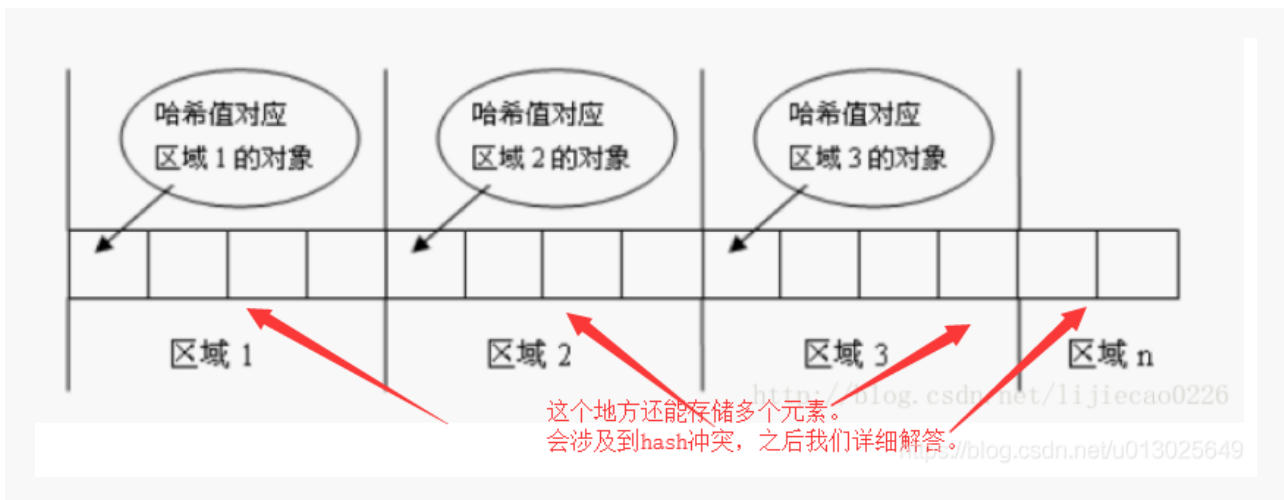 哈希值对应
区域 1 的对象
哈希值对应
区域 2 的对象
哈希值对应
区域 3 的对象
区域 1
区域 2
区域 3
区域 n
http://blog.csdn.net/lijiecao0226
这个地方还能存储多个元素。
会涉及到hash冲突，之后我们详细解答。
https://blog.csdn.net/u013025649